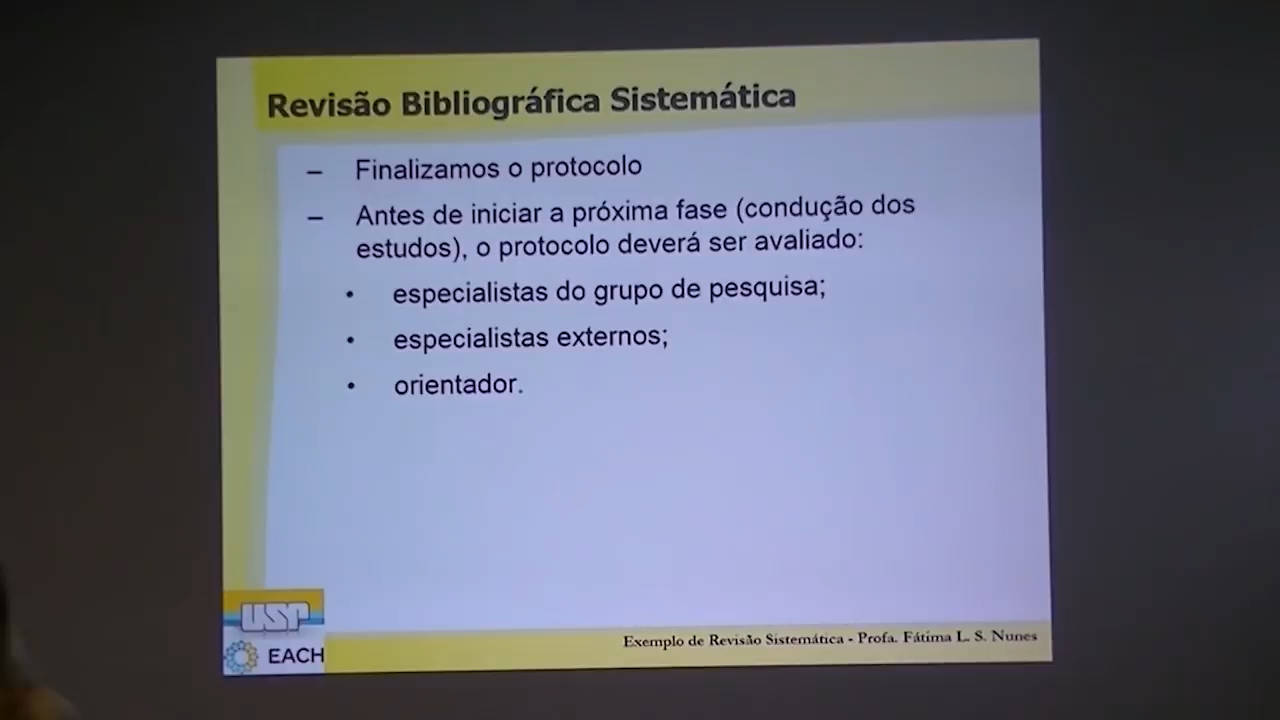 Revisão Bibliográfica Sistemática
– Finalizamos o protocolo
– Antes de iniciar a próxima fase (condução dos
estudos), o protocolo deverá ser avaliado:
• especialistas do grupo de pesquisa;
• especialistas externos;
• orientador.
USP
EACH
Exemplo de Revisão Sistemática - Profa. Fátima L. S. Nunes